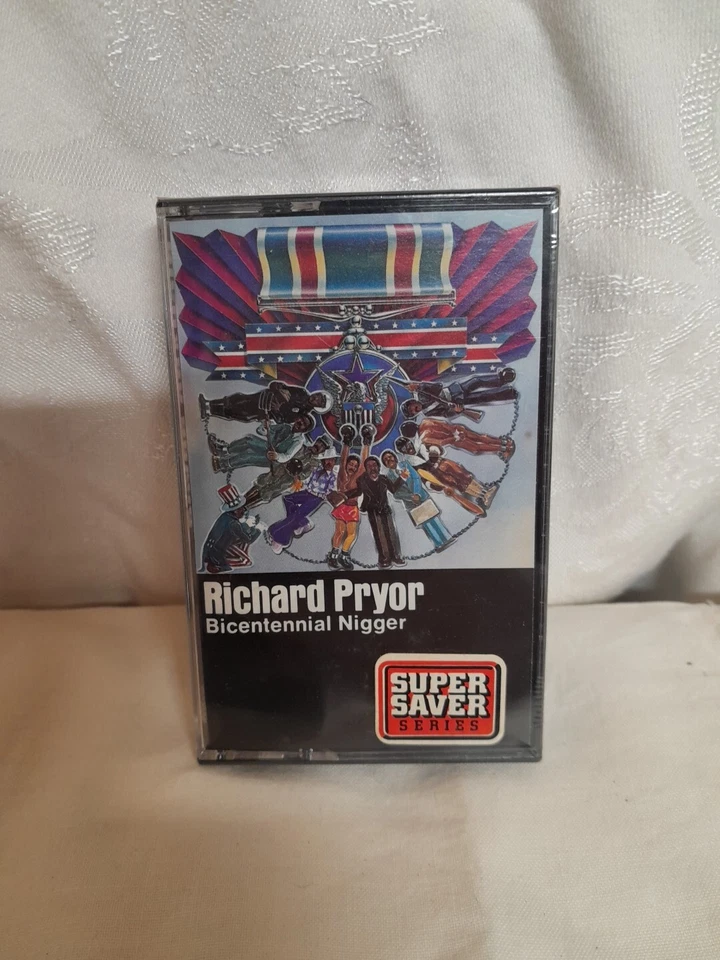 Richard Pryor
Bicentennial Nigger
SUPER
SAVER
SERIES